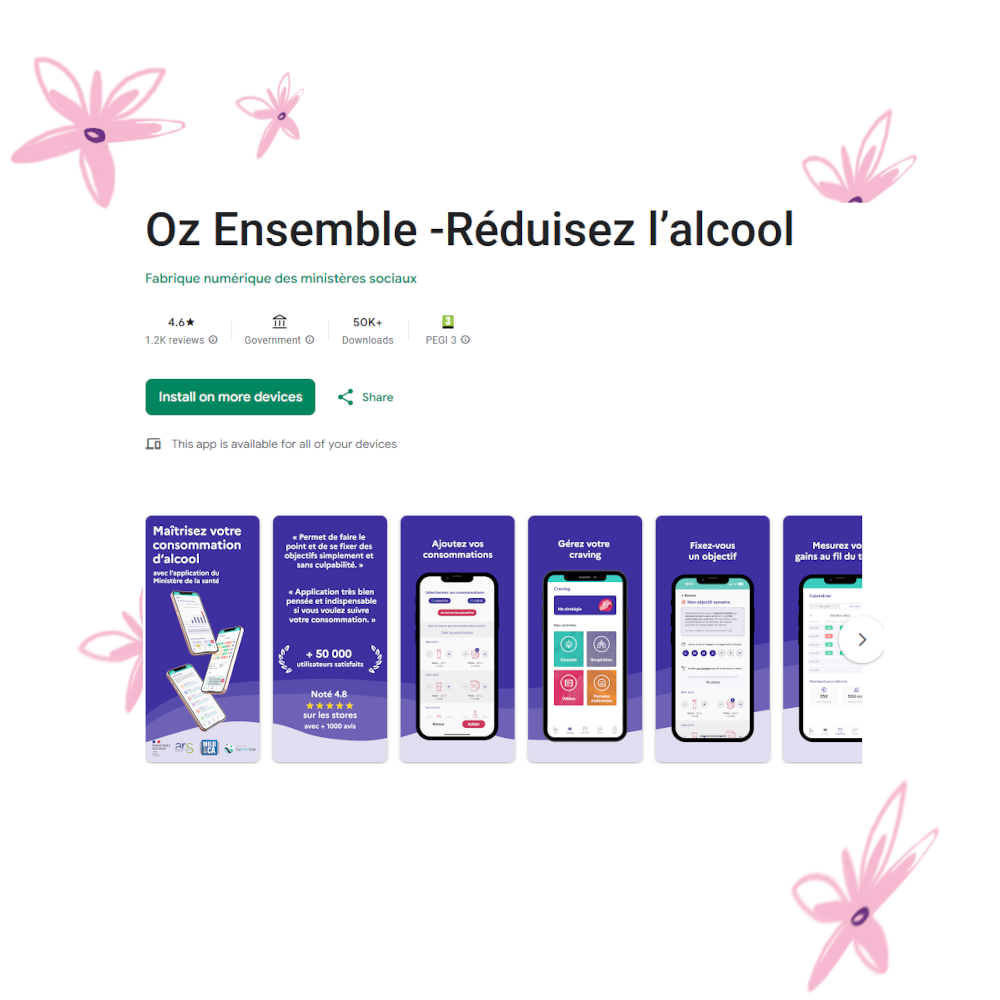 Oz Ensemble -Réduisez l’alcool
Fabrique numérique des ministères sociaux
4.6★
1.2K reviews
Government
50K+
Downloads
3
PEGI 3
Install on more devices
Share
This app is available for all of your devices
Maîtrisez votre
consommation
d'alcool
avec l'application du
Ministère de la santé
ars
« Permet de faire le
point et de se fixer des
objectifs simplement et
sans culpabilité. »
« Application très bien
pensée et indispensable
si vous voulez suivre
votre consommation. »
+ 50 000
utilisateurs satisfaits
Noté 4.8
sur les stores
avec + 1000 avis
Ajoutez vos
consommations
Retour
Valider
Gérez votre
craving
Craving
Ma stratégie
Conseils
Respiration
Vidéos
Fixez-vous
un objectif
Mon objectif semaine
Mesurez vo
gains au fil du t
Calendrier